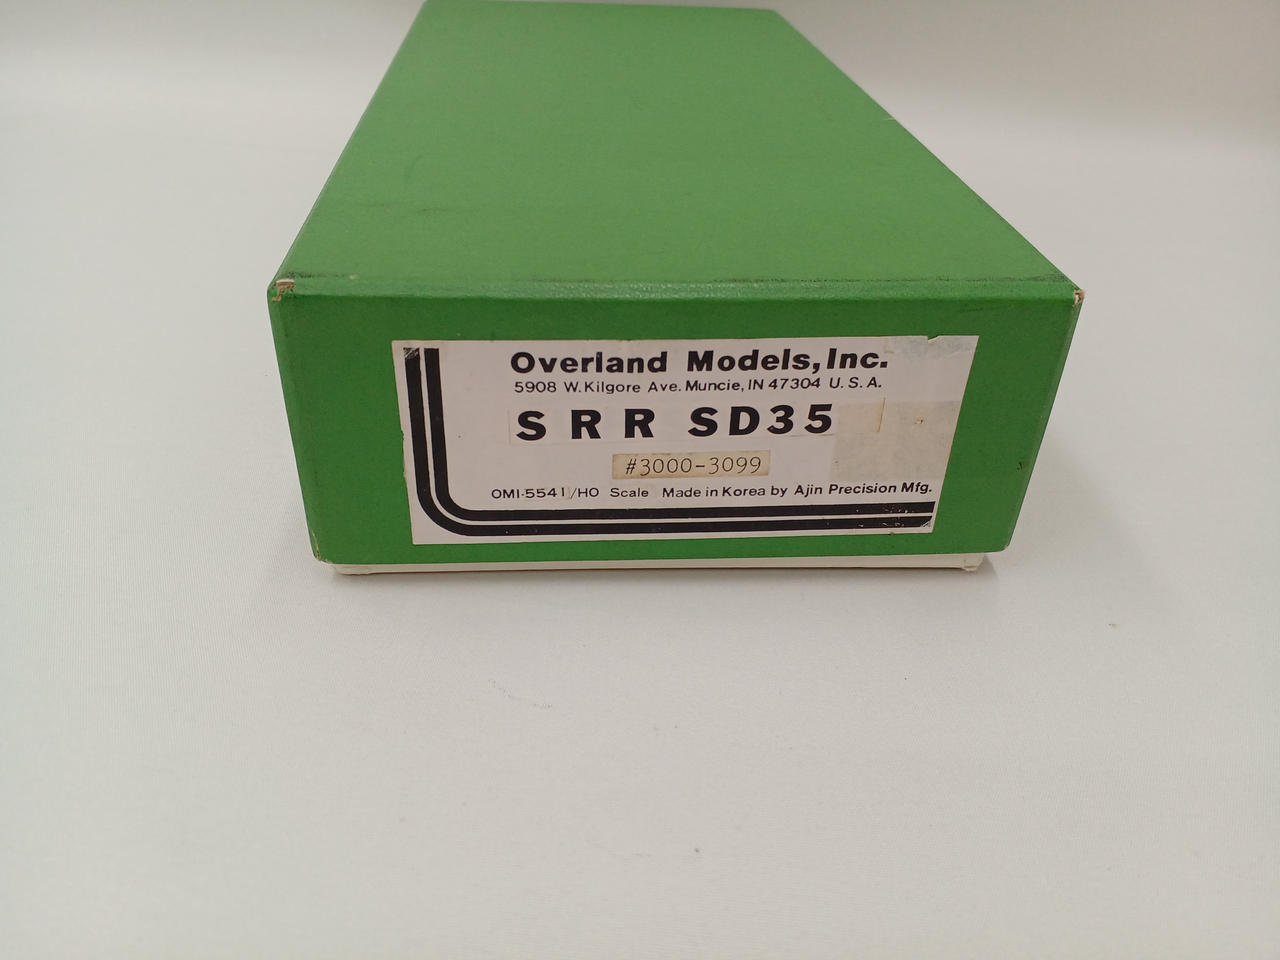 Overland Models, Inc.
5908 W. Kilgore Ave. Muncie, IN 47304 U. S. A.
SRR SD35
#3000-3099
OMI-5541/HO Scale Made in Korea by Ajin Precision Mfg.